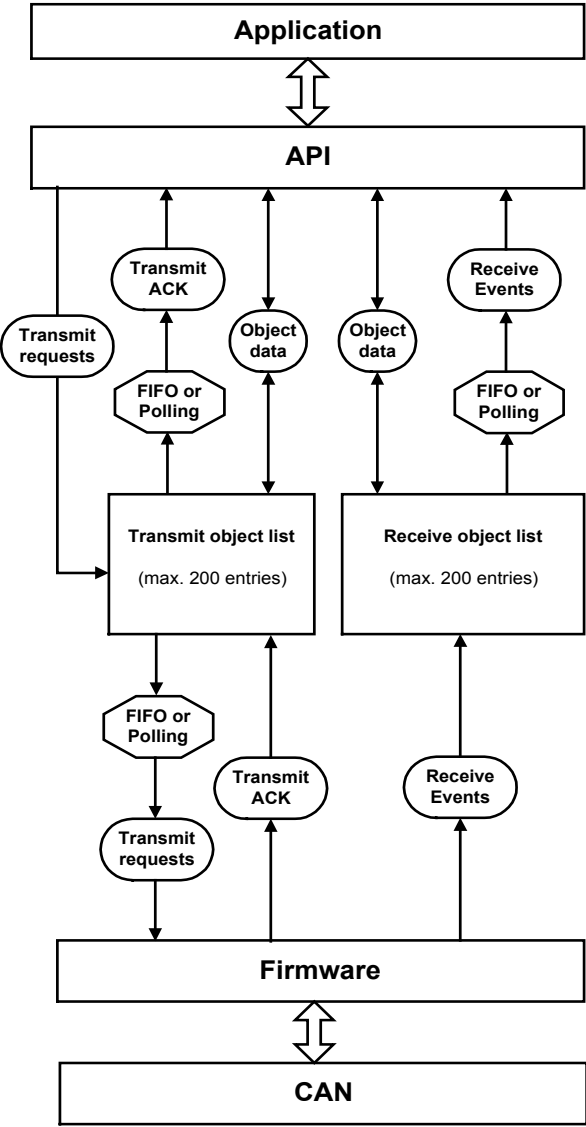 Application
API
Transmit
ACK
Receive
Events
Transmit
requests
Object
data
Object
data
FIFO or
Polling
FIFO or
Polling
Transmit object list
(max. 200 entries)
Receive object list
(max. 200 entries)
FIFO or
Polling
Transmit
ACK
Receive
Events
Transmit
requests
Firmware
CAN